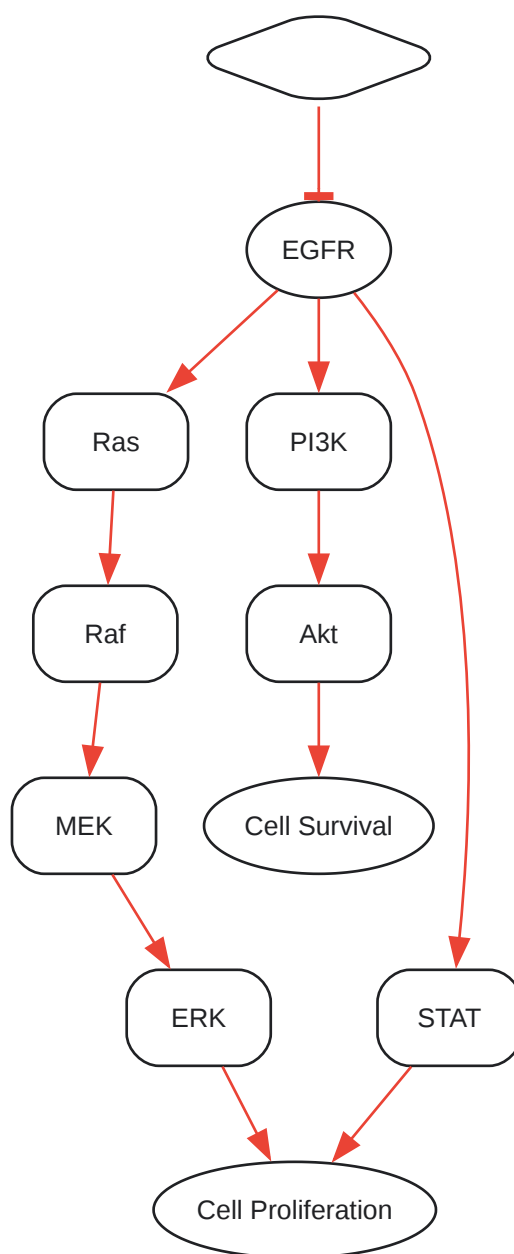 EGFR
Ras
PI3K
Raf
Akt
MEK
Cell Survival
ERK
STAT
Cell Proliferation